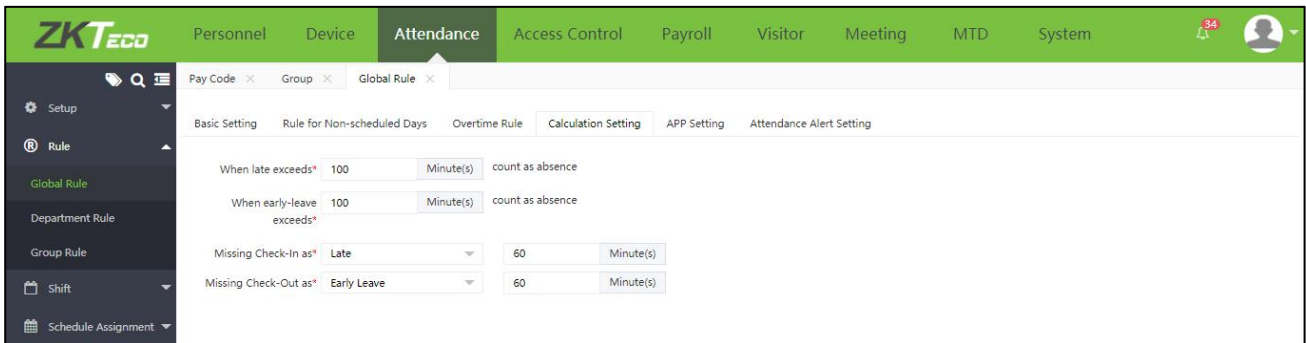 ZKTECO Personnel Device Attendance Access Control Payroll Visitor Meeting MTD System 34
Pay Code Group Global Rule
Setup
Basic Setting Rule for Non-scheduled Days Overtime Rule Calculation Setting APP Setting Attendance Alert Setting
Rule
When late exceeds* 100 Minute(s) count as absence
Global Rule
When early-leave exceeds* 100 Minute(s) count as absence
Department Rule
Group Rule
Missing Check-In as* Late 60 Minute(s)
Shift
Missing Check-Out as* Early Leave 60 Minute(s)
Schedule Assignment